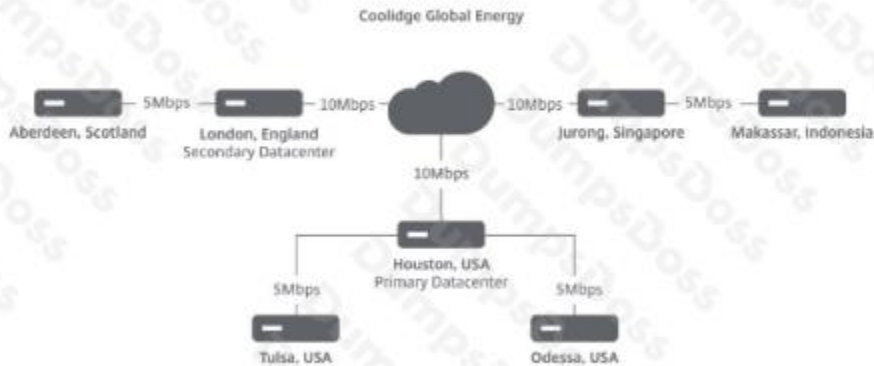 Coolidge Global Energy
5Mbps 10Mbps 10Mbps 5Mbps
Aberdeen, Scotland London, England Jurong, Singapore Makassar, Indonesia
Secondary Datacenter
10Mbps
Houston, USA
Primary Datacenter
5Mbps 5Mbps
Tulsa, USA Odessa, USA
DumpsDoss